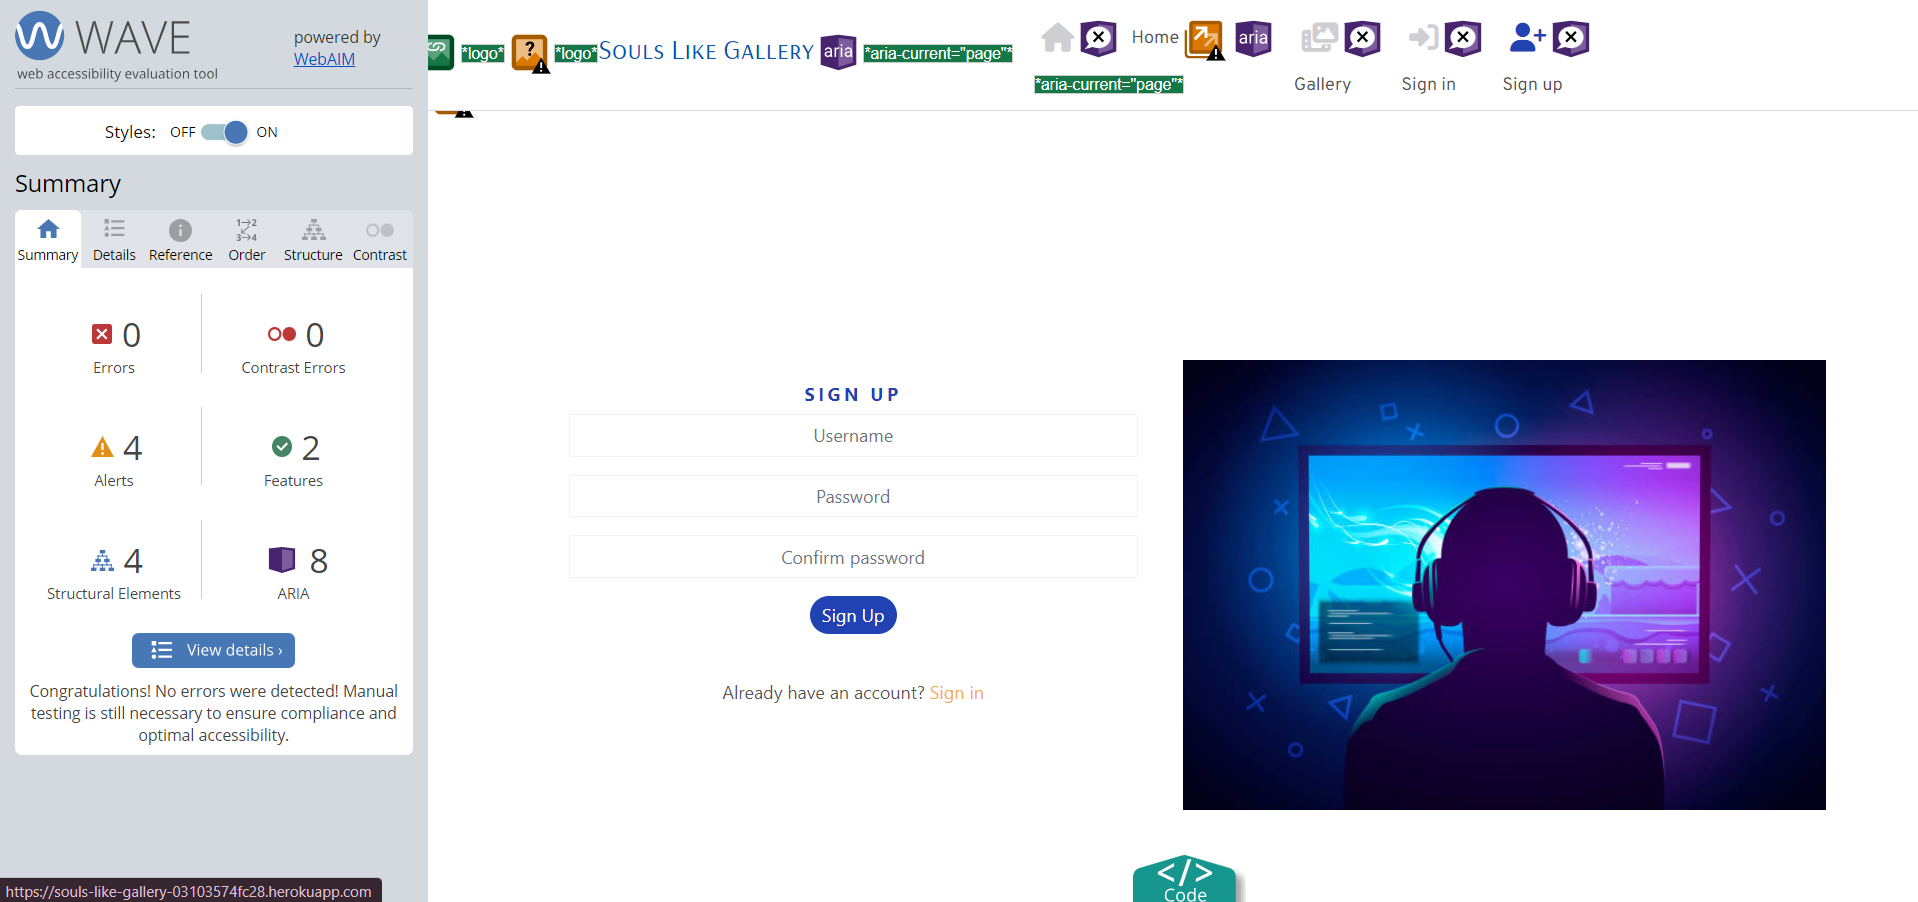 WAVE
web accessibility evaluation tool
powered by
WebAIM
Styles: OFF ON
Summary
Summary Details Reference Order Structure Contrast
0
Errors
0
Contrast Errors
4
Alerts
2
Features
4
Structural Elements
8
ARIA
View details ›
Congratulations! No errors were detected! Manual
testing is still necessary to ensure compliance and
optimal accessibility.
https://souls-like-gallery-03103574fc28.herokuapp.com
*logo* *logo* Souls Like Gallery aria *aria-current="page"*
Home aria
*aria-current="page"*
Gallery
Sign in
Sign up
SIGN UP
Username
Password
Confirm password
Sign Up
Already have an account? Sign in
</>
Code